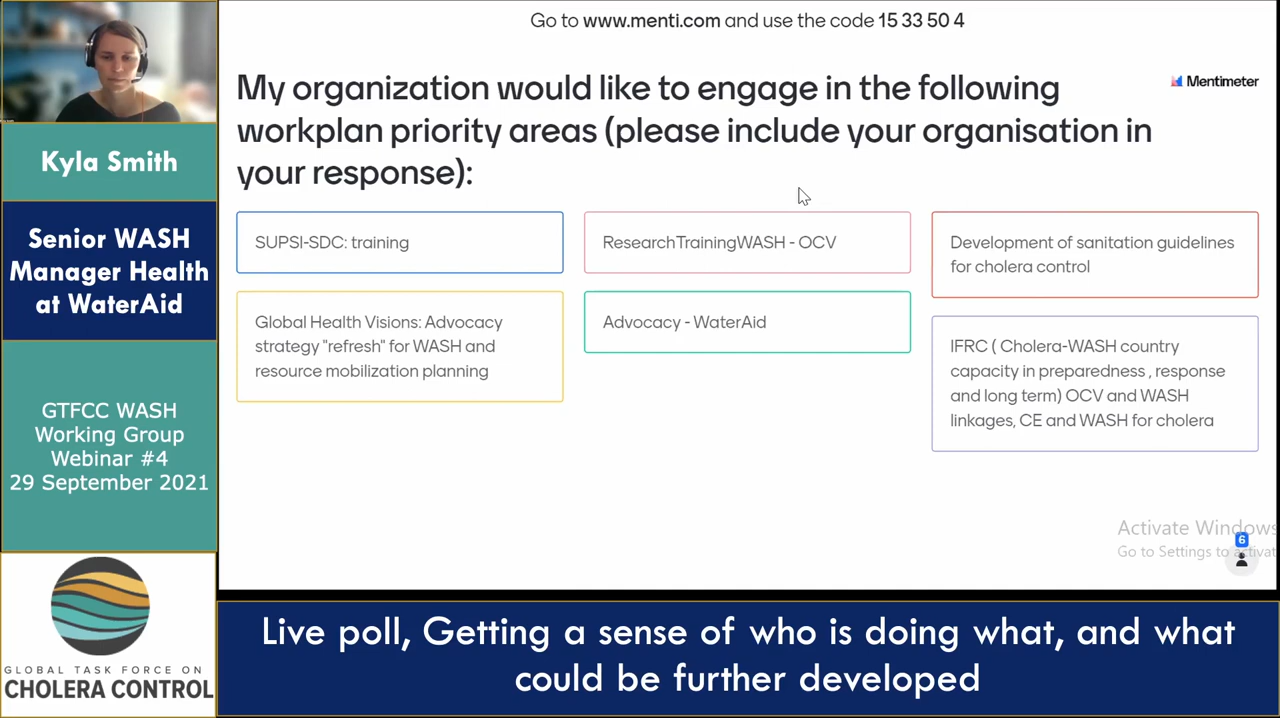 Go to www.menti.com and use the code 15 33 50 4
My organization would like to engage in the following
workplan priority areas (please include your organisation in
your response):
Mentimeter
SUPSI-SDC: training
ResearchTrainingWASH - OCV
Development of sanitation guidelines
for cholera control
Global Health Visions: Advocacy
strategy "refresh" for WASH and
resource mobilization planning
Advocacy - WaterAid
IFRC ( Cholera-WASH country
capacity in preparedness , response
and long term) OCV and WASH
linkages, CE and WASH for cholera
Activate Windows
Go to Settings to activat
6
Kyla Smith
Senior WASH
Manager Health
at WaterAid
GTFCC WASH
Working Group
Webinar #4
29 September 2021
GLOBAL TASK FORCE ON
CHOLERA CONTROL
Live poll, Getting a sense of who is doing what, and what
could be further developed